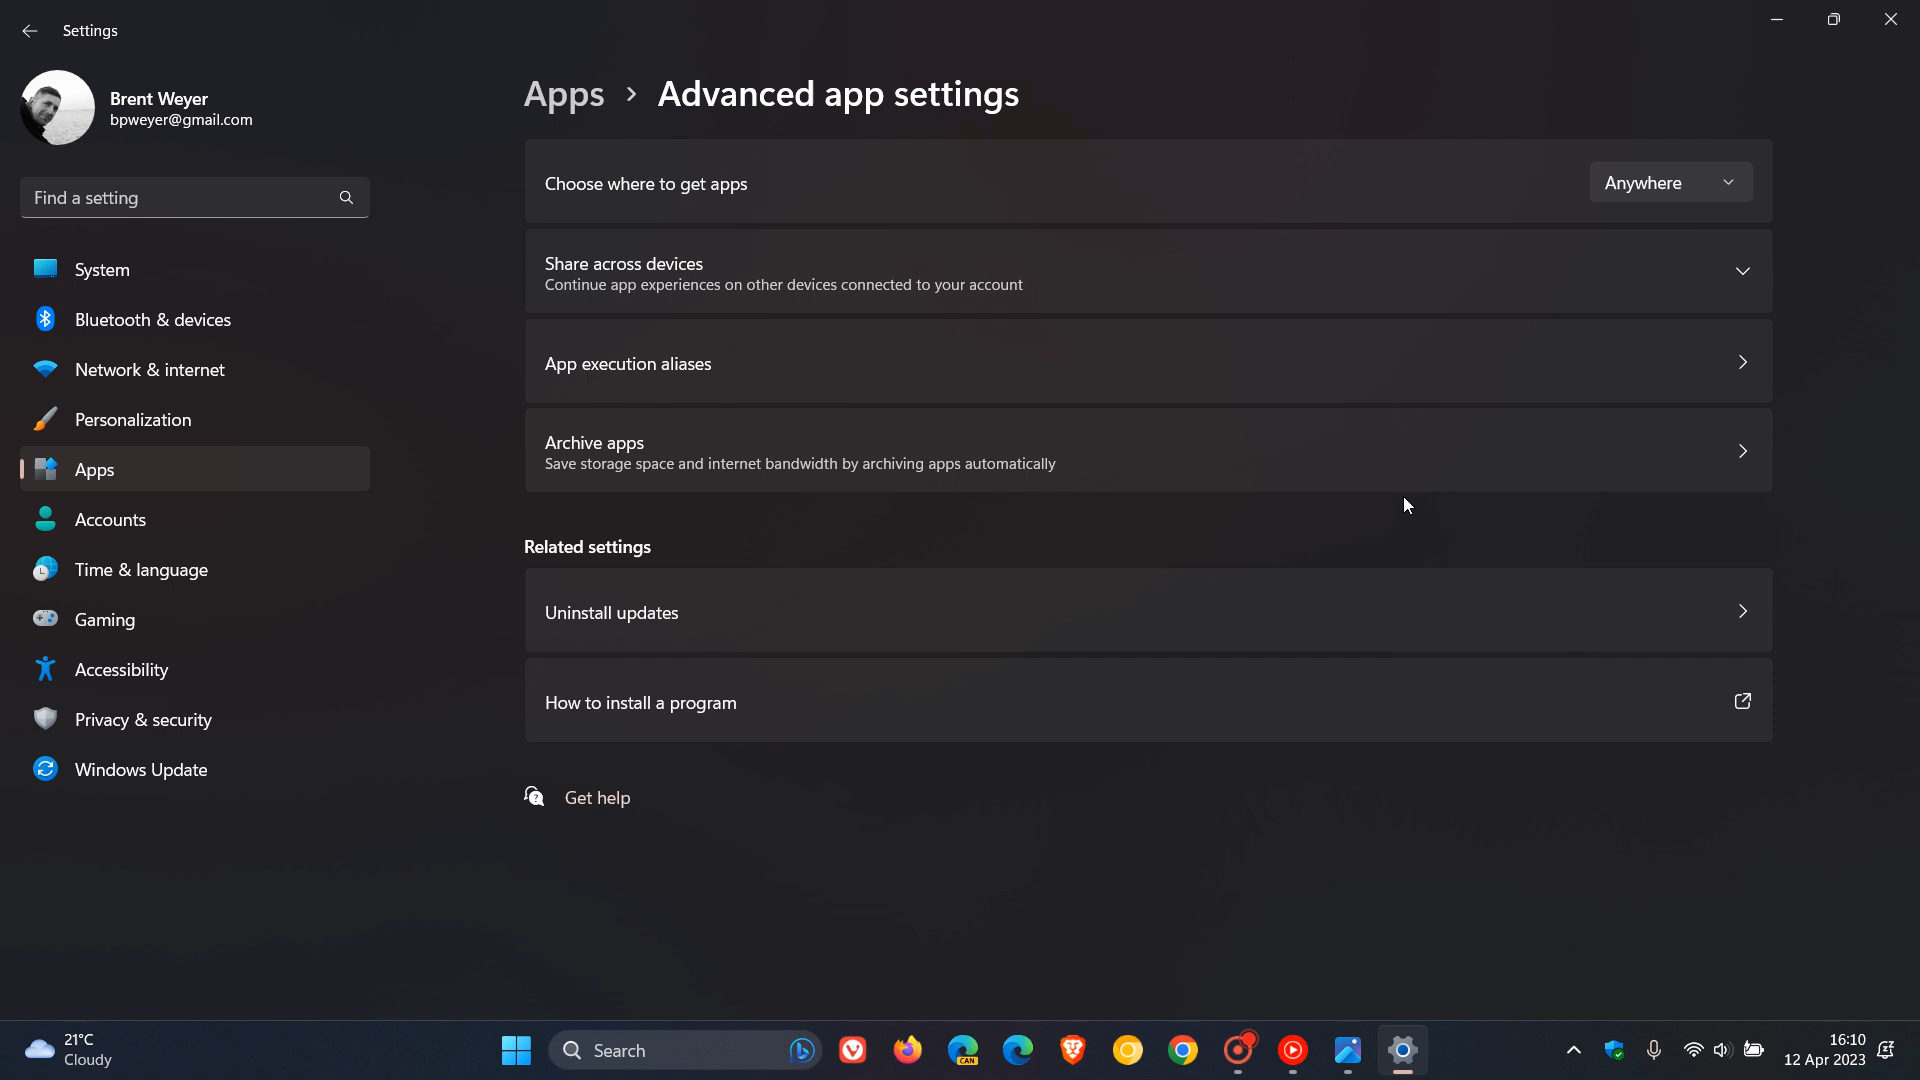 Settings
Brent Weyer
bpweyer@gmail.com
Find a setting
System
Bluetooth & devices
Network & internet
Personalization
Apps
Accounts
Time & language
Gaming
Accessibility
Privacy & security
Windows Update
Apps > Advanced app settings
Choose where to get apps
Anywhere
Share across devices
Continue app experiences on other devices connected to your account
App execution aliases
Archive apps
Save storage space and internet bandwidth by archiving apps automatically
Related settings
Uninstall updates
How to install a program
Get help
21°C
Cloudy
Search
CAN
16:10
12 Apr 2023